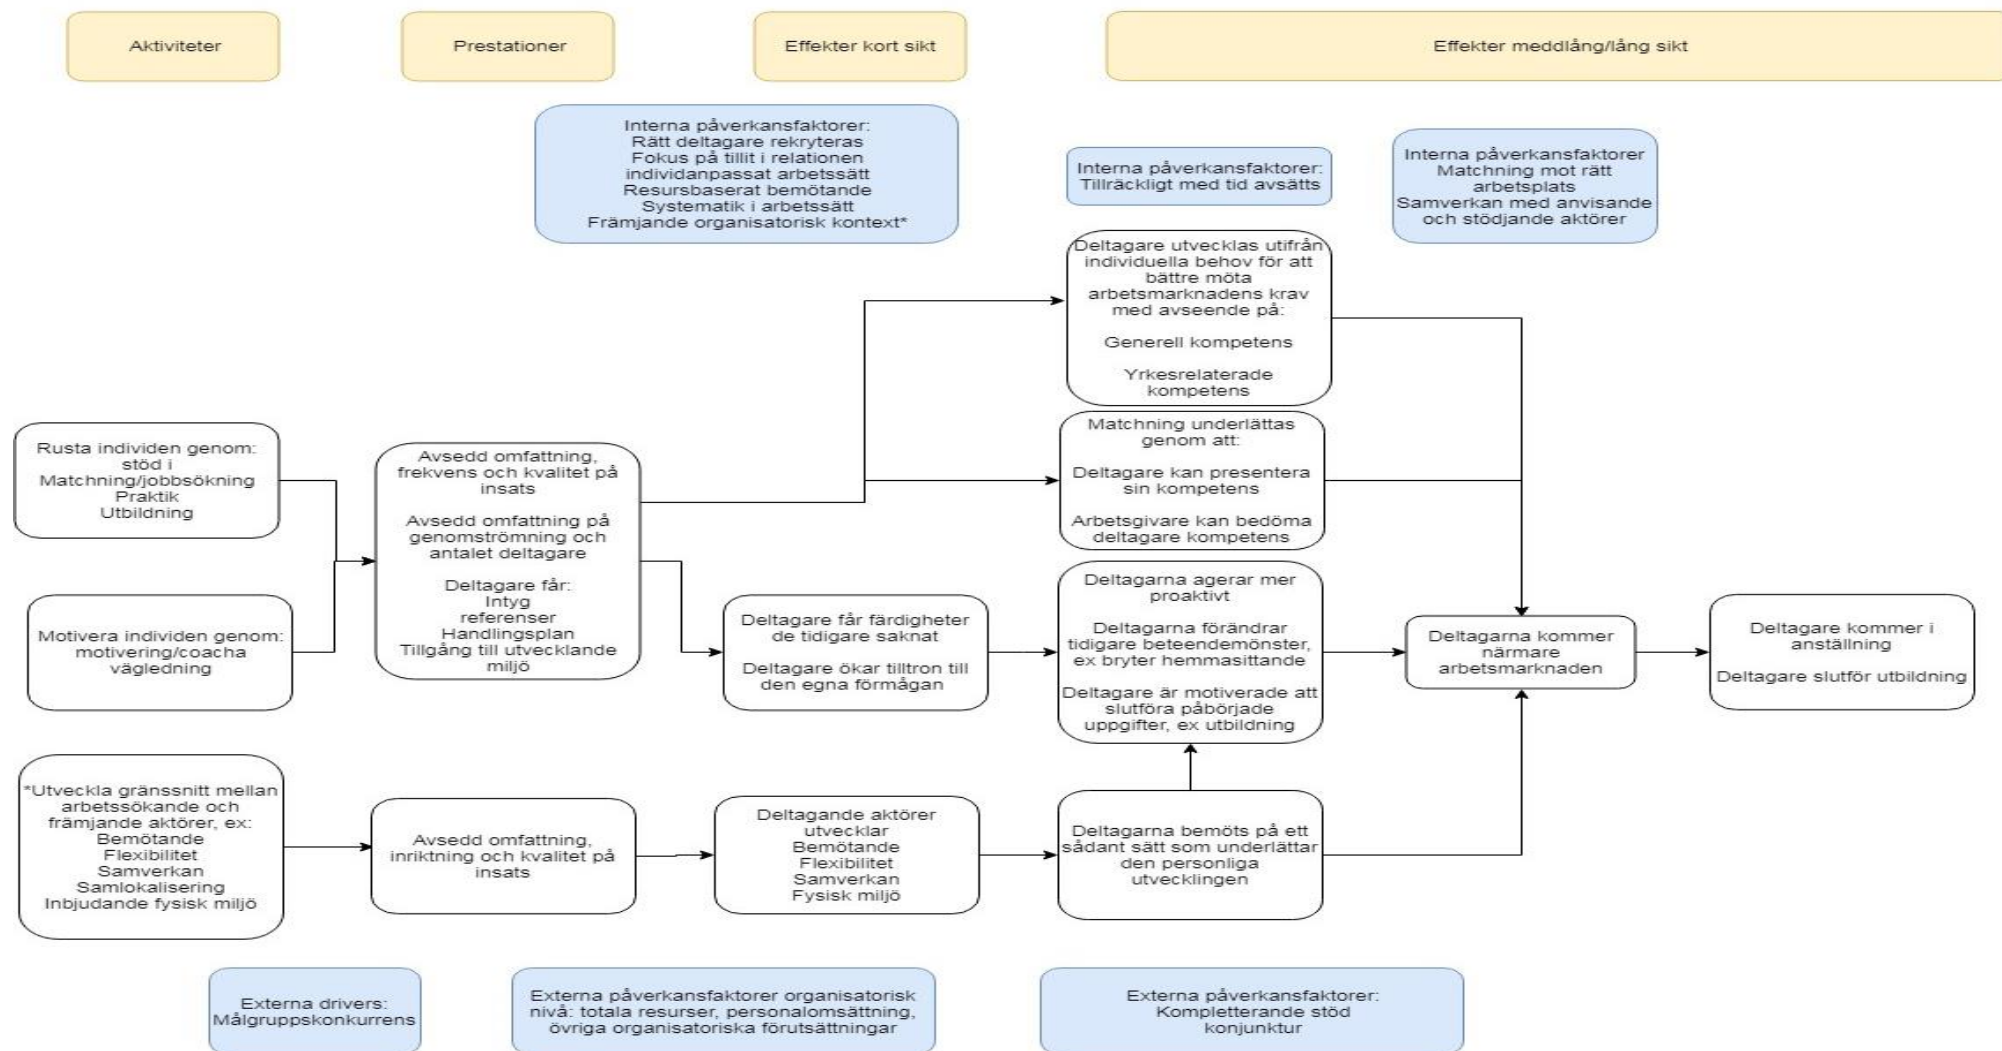 Aktiviteter
Prestationer
Effekter kort sikt
Effekter meddlång/lång sikt
Interna påverkansfaktorer:
Rätt deltagare rekryteras
Fokus på tillit i relationen
individanpassat arbetssätt
Resursbaserat bemötande
Systematik i arbetssätt
Främjande organisatorisk kontext*
Interna påverkansfaktorer:
Tillräckligt med tid avsätts
Interna påverkansfaktorer
Matchning mot rätt
arbetsplats
Samverkan med anvisande
och stödjande aktörer
Rusta individen genom:
stöd i
Matchning/jobbsökning
Praktik
Utbildning
Motivera individen genom:
motivering/coacha
vägledning
*Utveckla gränssnitt mellan
arbetssökande och
främjande aktörer, ex:
Bemötande
Flexibilitet
Samverkan
Samlokalisering
Inbjudande fysisk miljö
Avsedd omfattning,
frekvens och kvalitet på
insats
Avsedd omfattning på
genomströmning och
antalet deltagare
Deltagare får:
Intyg
referenser
Handlingsplan
Tillgång till utvecklande
miljö
Avsedd omfattning,
inriktning och kvalitet på
insats
Deltagare får färdigheter
de tidigare saknat
Deltagare ökar tilltron till
den egna förmågan
Deltagande aktörer
utvecklar
Bemötande
Flexibilitet
Samverkan
Fysisk miljö
Deltagare utvecklas utifrån
individuella behov för att
bättre möta
arbetsmarknadens krav
med avseende på:
Generell kompetens
Yrkesrelaterade
kompetens
Matchning underlättas
genom att:
Deltagare kan presentera
sin kompetens
Arbetsgivare kan bedöma
deltagare kompetens
Deltagarna agerar mer
proaktivt
Deltagarna förändrar
tidigare beteendemönster,
ex bryter hemmasittande
Deltagare är motiverade att
slutföra påbörjade
uppgifter, ex utbildning
Deltagarna bemöts på ett
sådant sätt som underlättar
den personliga
utvecklingen
Deltagarna kommer
närmare
arbetsmarknaden
Deltagare kommer i
anställning
Deltagare slutför utbildning
Externa drivers:
Målgruppskonkurrens
Externa påverkansfaktorer organisatorisk
nivå: totala resurser, personalomsättning,
övriga organisatoriska förutsättningar
Externa påverkansfaktorer:
Kompletterande stöd
konjunktur